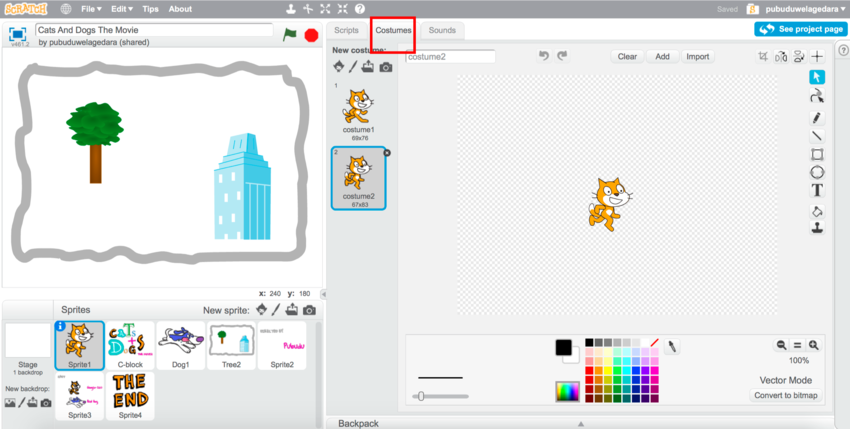 SCRATCH File Edit Tips About Saved pubuduwelagedara
Cats And Dogs The Movie
v461.2 by pubuduwelagedara (shared)
Scripts Costumes Sounds See project page
New costume: costume2 Clear Add Import
1
costume1
69x76
2
costume2
67x83
T
x: 240 y: 180
Sprites New sprite:
Stage
1 backdrop
New backdrop:
CATS
DOGS
Sprite1 C-block Dog1 Tree2 Sprite2
THE
END
Sprite3 Sprite4
100%
Vector Mode
Convert to bitmap
Backpack